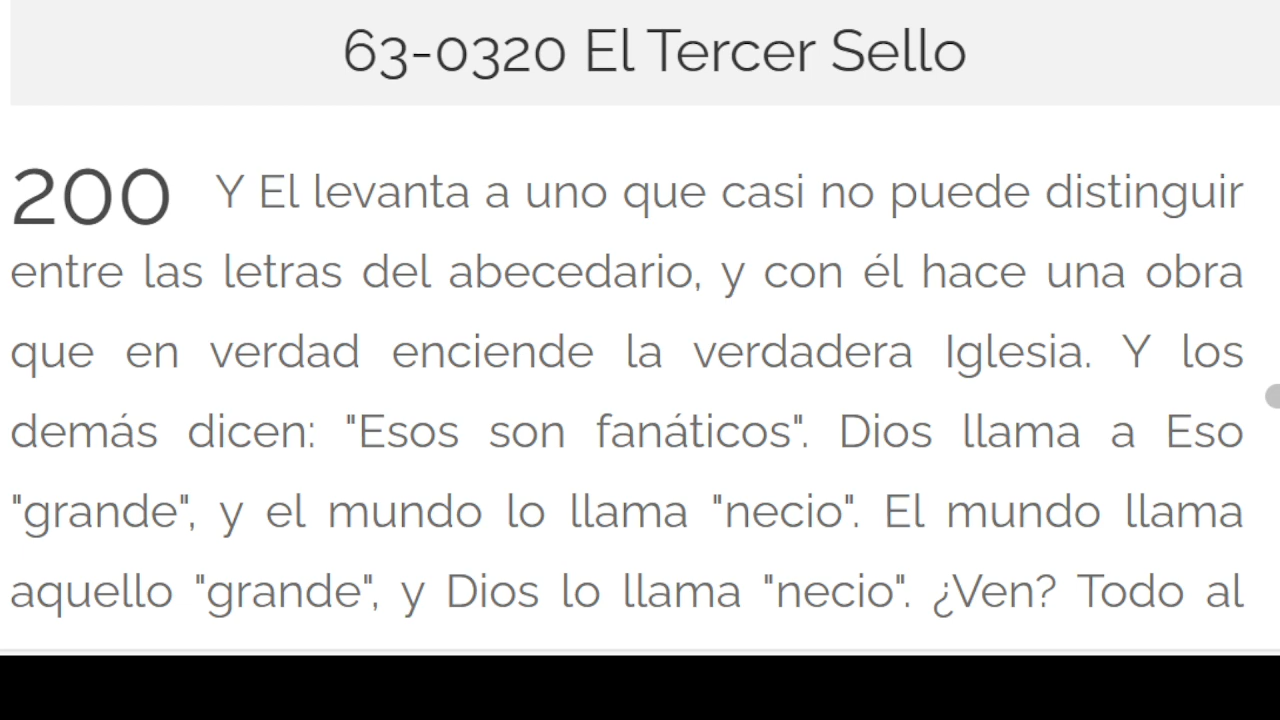 63-0320 El Tercer Sello
200 Y El levanta a uno que casi no puede distinguir
entre las letras del abecedario, y con él hace una obra
que en verdad enciende la verdadera Iglesia. Y los
demás dicen: "Esos son fanáticos". Dios llama a Eso
"grande", y el mundo lo llama "necio". El mundo llama
aquello "grande", y Dios lo llama "necio". ¿Ven? Todo al